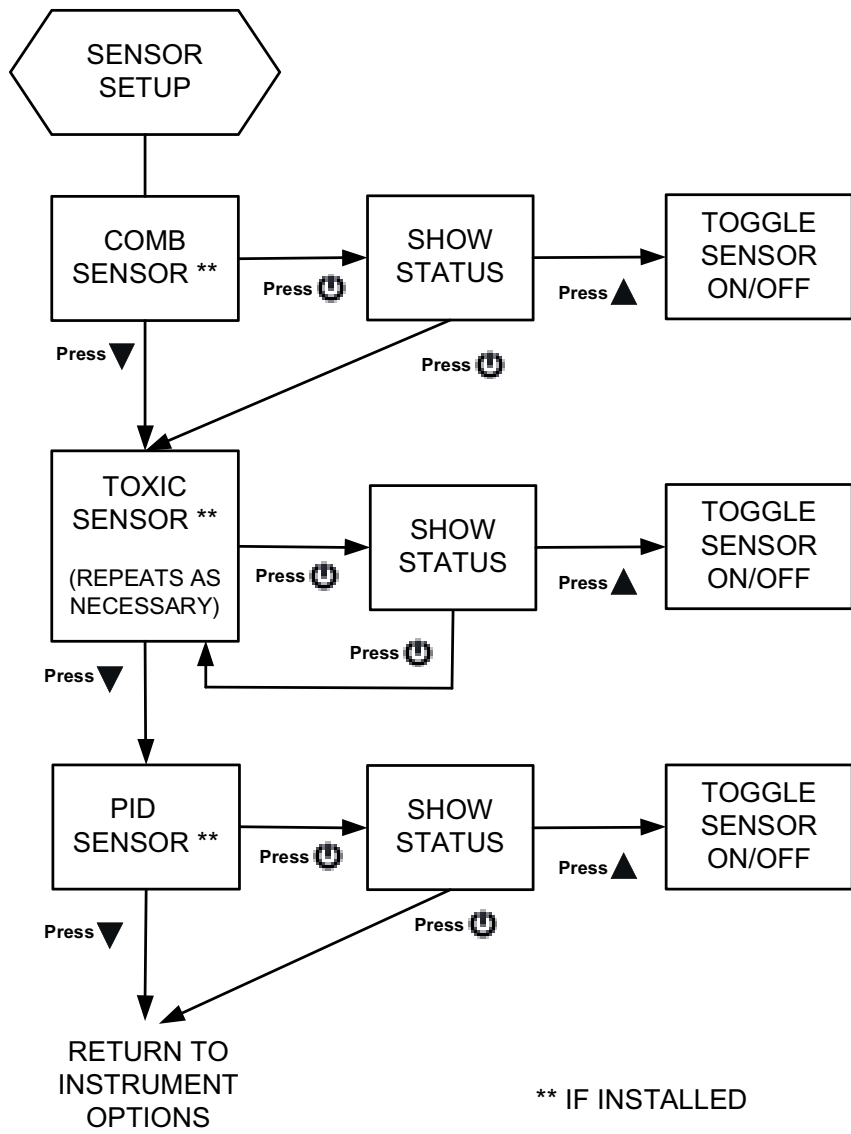 SENSOR
SETUP
COMB
SENSOR **
Press
SHOW
STATUS
Press
TOGGLE
SENSOR
ON/OFF
Press
Press
TOXIC
SENSOR **
(REPEATS AS
NECESSARY)
Press
SHOW
STATUS
Press
TOGGLE
SENSOR
ON/OFF
Press
Press
PID
SENSOR **
Press
SHOW
STATUS
Press
TOGGLE
SENSOR
ON/OFF
Press
Press
RETURN TO
INSTRUMENT
OPTIONS
** IF INSTALLED